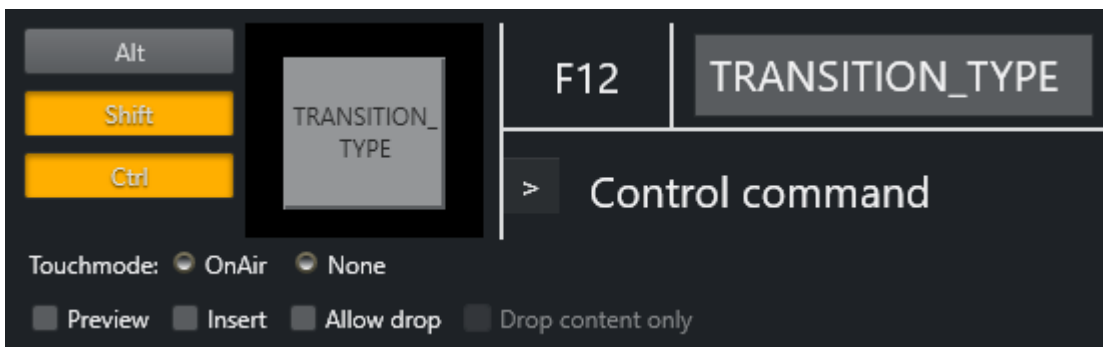 Alt
Shift
Ctrl
TRANSITION_
TYPE
F12
TRANSITION_TYPE
> Control command
Touchmode: OnAir None
Preview Insert Allow drop Drop content only